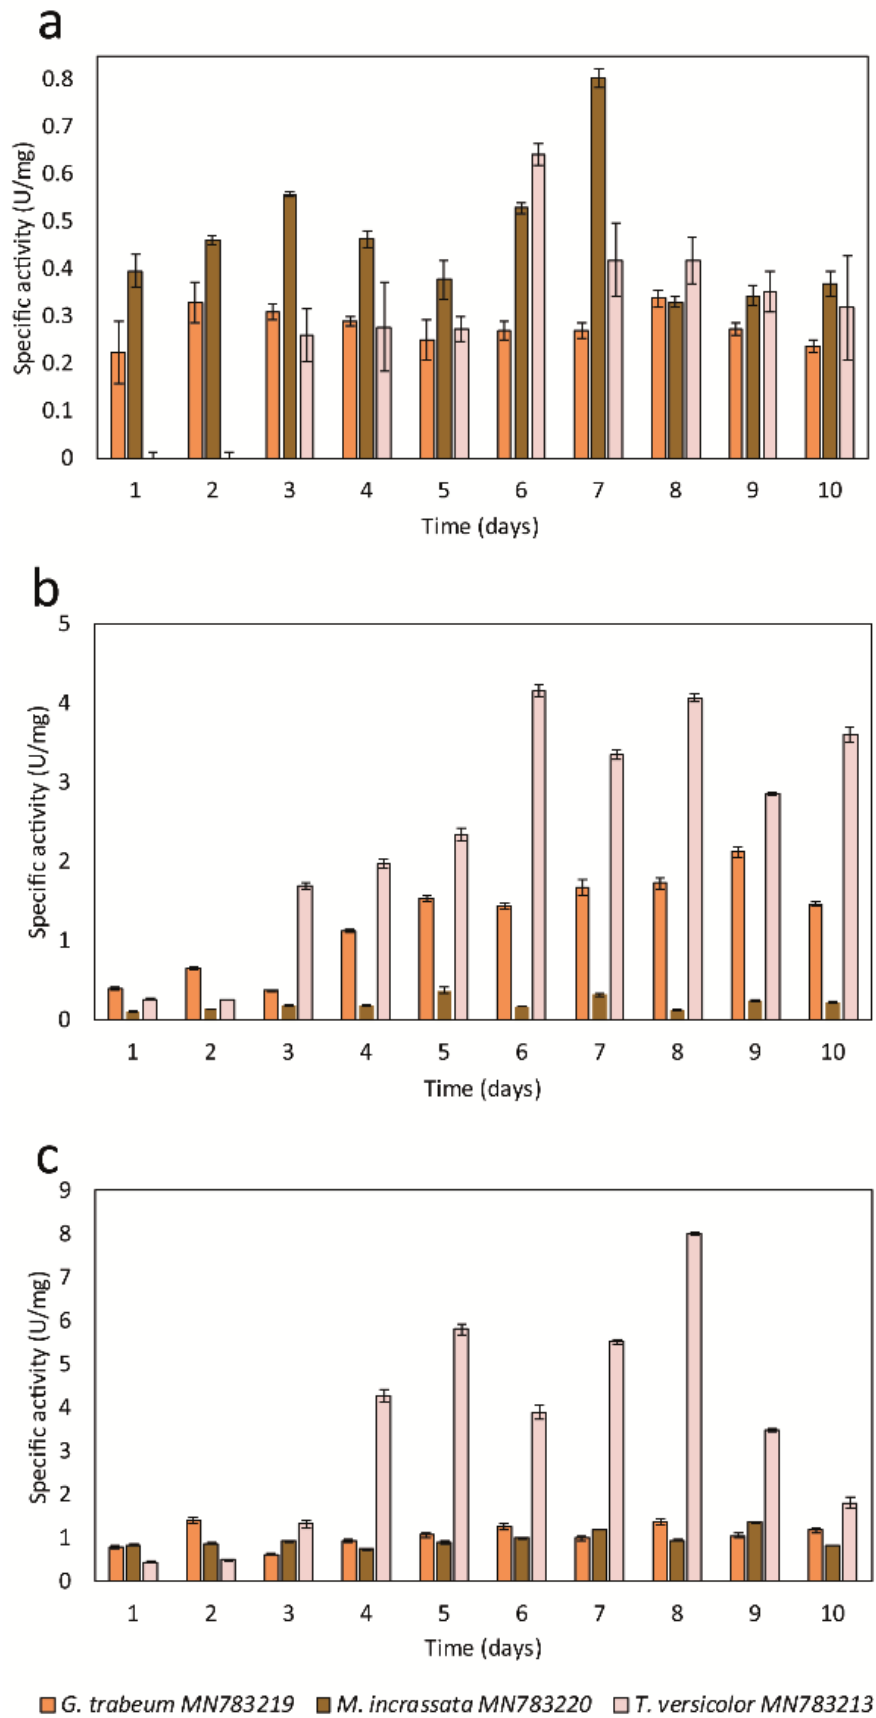 a
0.8
0.7
0.6
0.5
0.4
0.3
0.2
0.1
0
Specific activity (U/mg)
1 2 3 4 5 6 7 8 9 10
Time (days)
b
5
4
3
2
1
0
Specific activity (U/mg)
1 2 3 4 5 6 7 8 9 10
Time (days)
c
9
8
7
6
5
4
3
2
1
0
Specific activity (U/mg)
1 2 3 4 5 6 7 8 9 10
Time (days)
G. trabeum MN783219 M. incrassata MN783220 T. versicolor MN783213